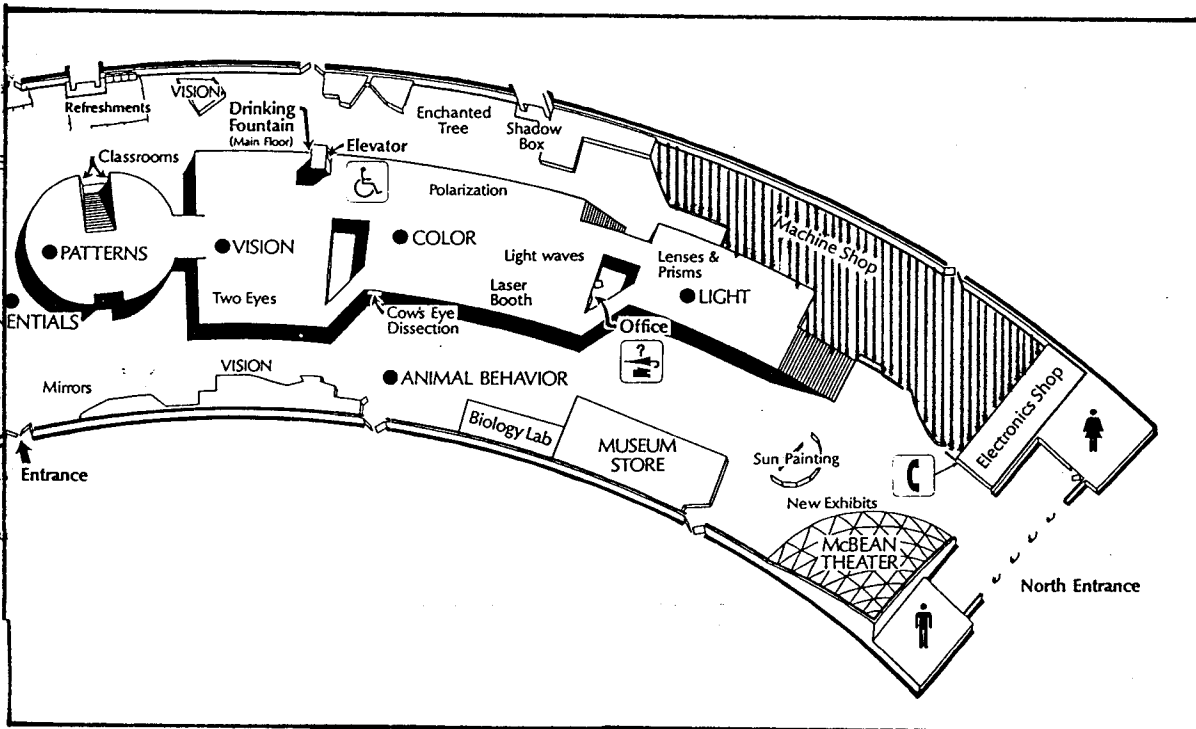 Refreshments
VISION
Drinking
Fountain
(Main Floor)
Elevator
Enchanted
Tree
Shadow
Box
Classrooms
Polarization
PATTERNS
VISION
COLOR
Machine Shop
Light waves
Lenses &
Prisms
Two Eyes
Laser
Booth
LIGHT
ENTIALS
Cow's Eye
Dissection
Office
?
VISION
Mirrors
ANIMAL BEHAVIOR
Biology Lab
MUSEUM
STORE
Electronics Shop
Sun Painting
Entrance
New Exhibits
McBEAN
THEATER
North Entrance